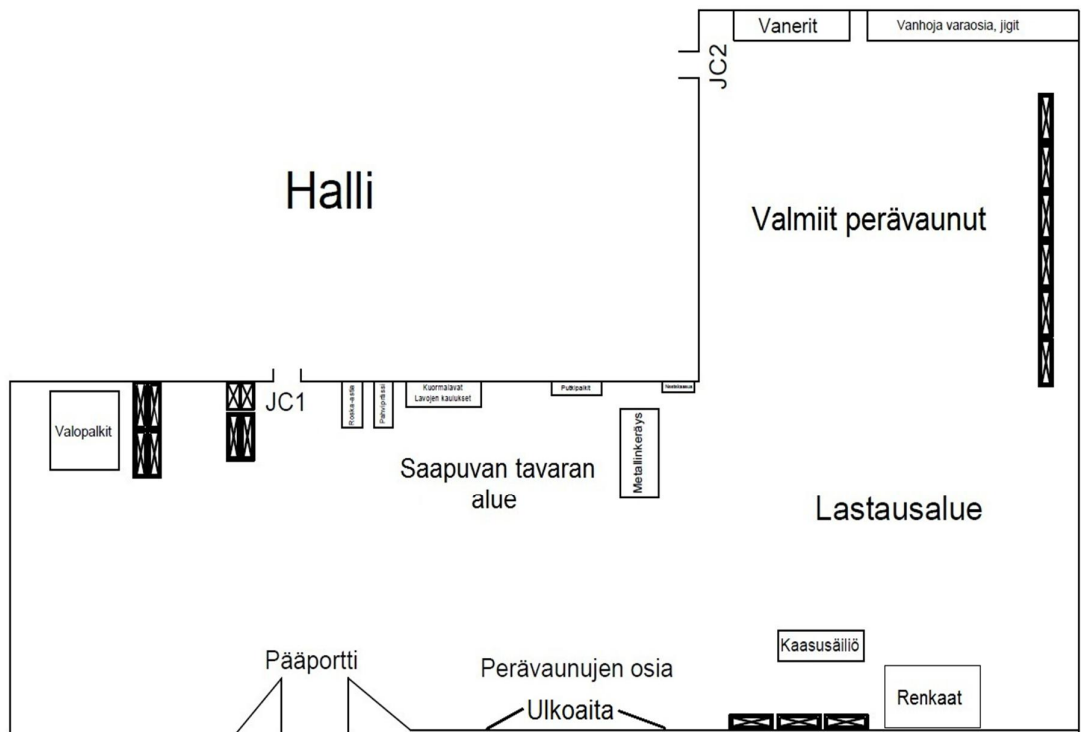 Vanerit
Vanhoja varaosia, jigit
JC2
Halli
Valmiit perävaunut
JC1
Valopalkit
Roska-astia
Pahviprässi
Kuormalavat
Lavojen kaulukset
Putkipalkit
Metallinkeräys
Saapuvan tavaran
alue
Lastausalue
Kaasusäiliö
Pääportti
Perävaunujen osia
Ulkoaita
Renkaat